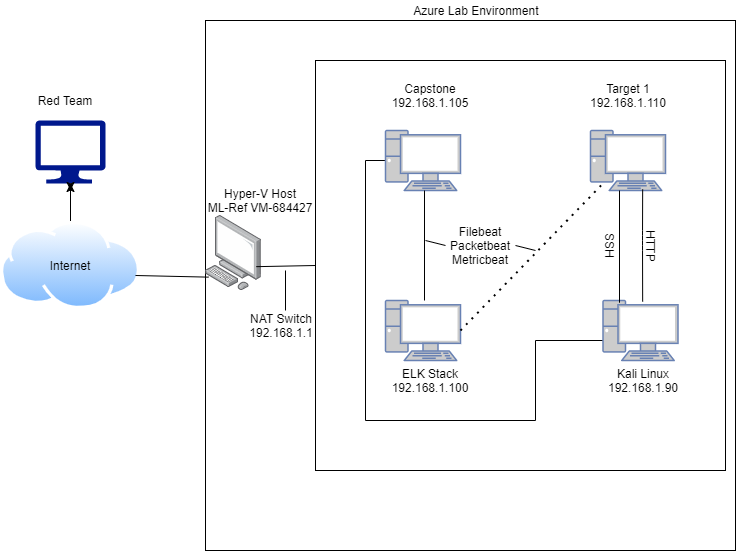 Azure Lab Environment
Red Team
Internet
Hyper-V Host
ML-Ref VM-684427
NAT Switch
192.168.1.1
Capstone
192.168.1.105
Target 1
192.168.1.110
Filebeat
Packetbeat
Metricbeat
SSH
HTTP
ELK Stack
192.168.1.100
Kali Linux
192.168.1.90